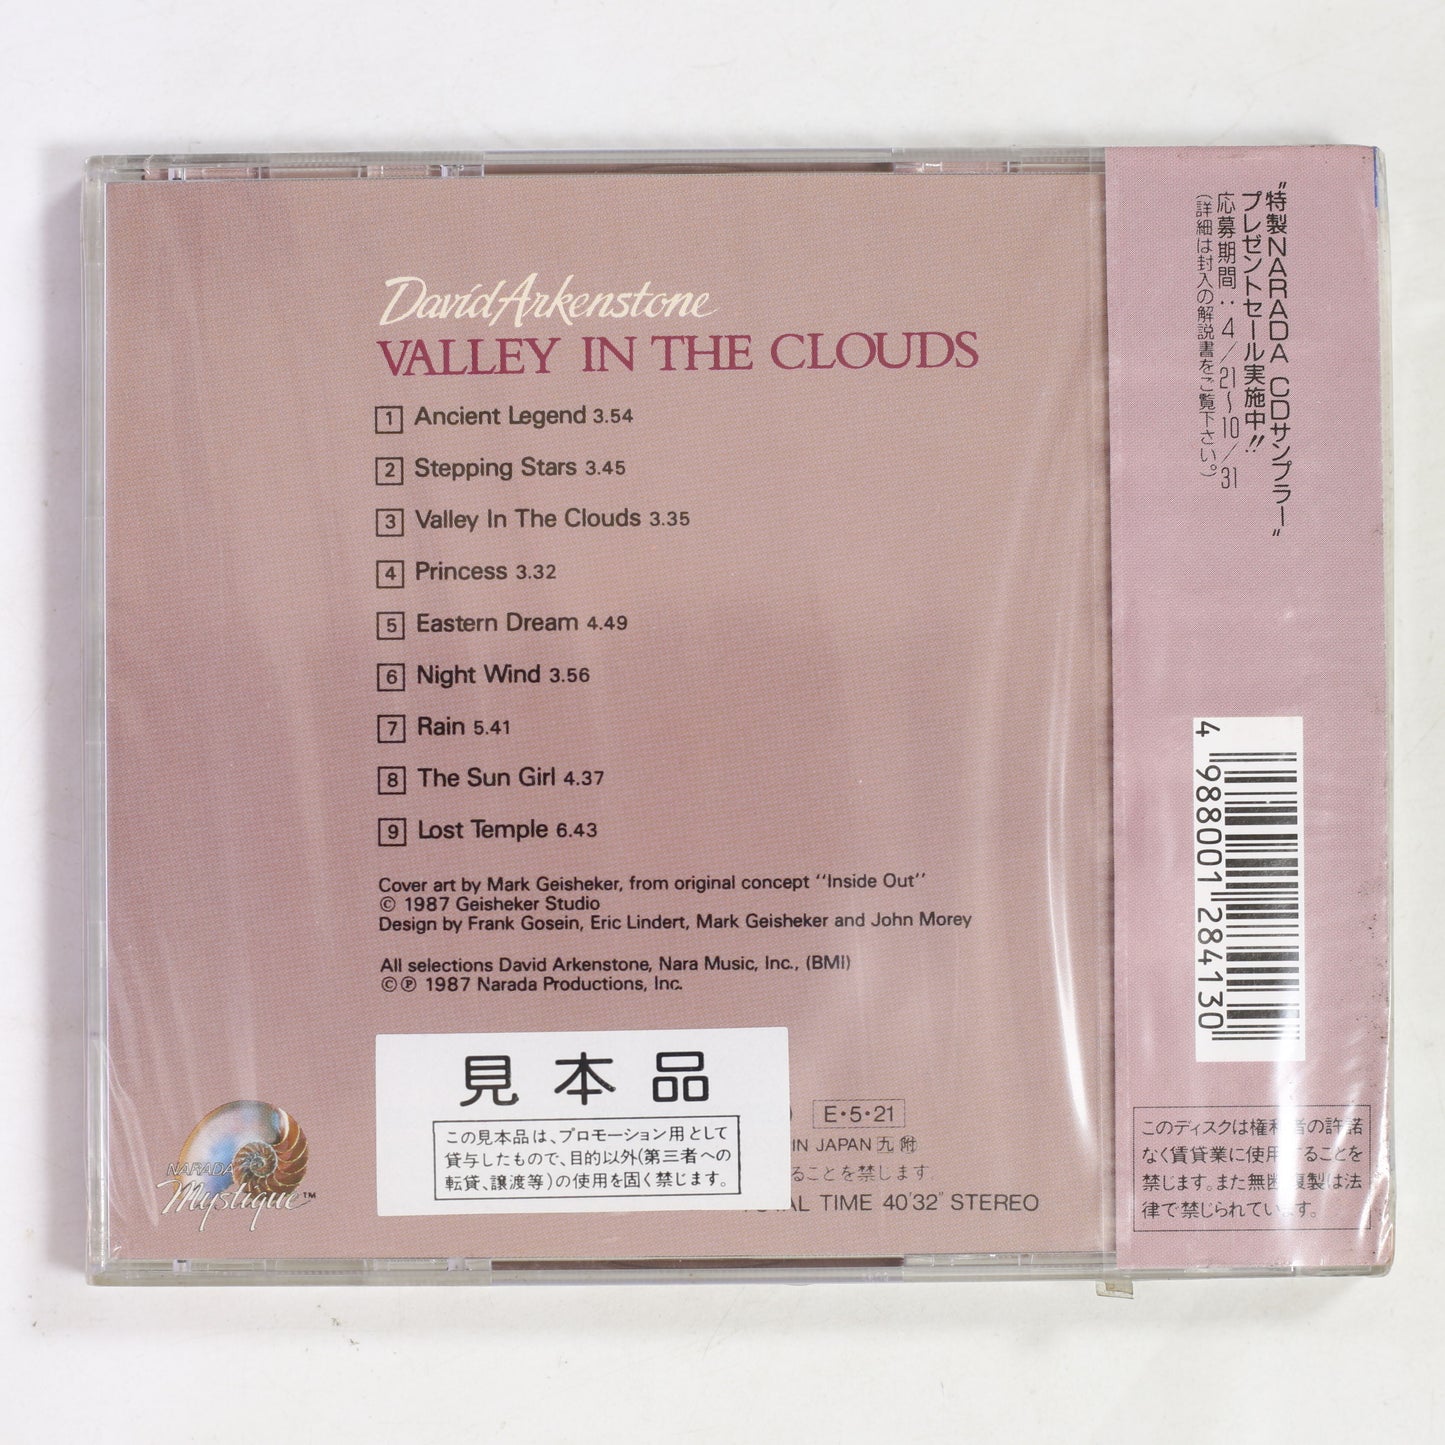 David Arkenstone
VALLEY IN THE CLOUDS
1 Ancient Legend 3.54
2 Stepping Stars 3.45
3 Valley In The Clouds 3.35
4 Princess 3.32
5 Eastern Dream 4.49
6 Night Wind 3.56
7 Rain 5.41
8 The Sun Girl 4.37
9 Lost Temple 6.43
Cover art by Mark Geisheker, from original concept "Inside Out"
© 1987 Geisheker Studio
Design by Frank Gosein, Eric Lindert, Mark Geisheker and John Morey
All selections David Arkenstone, Nara Music, Inc., (BMI)
©℗ 1987 Narada Productions, Inc.
見本品
この見本品は、プロモーション用として
貸与したもので、目的以外(第三者への
転貸、譲渡等)の使用を固く禁じます。
E・5・21
IN JAPAN 九 附
ることを禁じます。
TIME 40'32" STEREO
NARADA
Mystique™
"特製NARADA CDサンプラー"
プレゼントセール実施中!!
応募期間：4／21〜10／31
(詳細は封入の解説書をご覧下さい。)
4 988001 284130
このディスクは権利者の許諾
なく賃貸業に使用することを
禁じます。また無断複製は法
律で禁じられています。